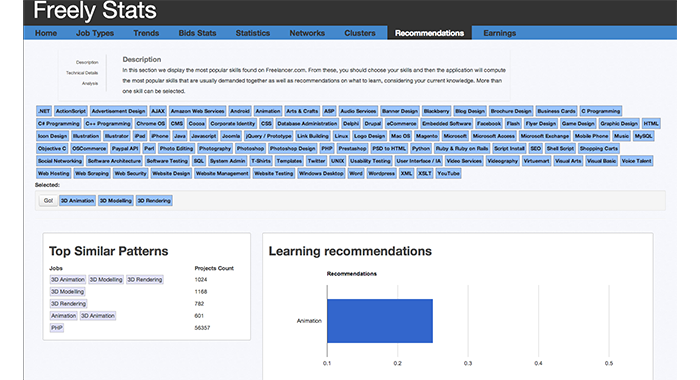 Freely Stats
Home Job Types Trends Bids Stats Statistics Networks Clusters Recommendations Earnings
Description
Technical Details
Analysis
Description
In this section we display the most popular skills found on Freelancer.com. From these, you should choose your skills and then the application will compute
the most popular skills that are usually demanded together as well as recommendations on what to learn, considering your current knowledge. More than
one skill can be selected.
.NET ActionScript Advertisement Design AJAX Amazon Web Services Android Animation Arts & Crafts ASP Audio Services Banner Design Blackberry Blog Design Brochure Design Business Cards C Programming
C# Programming C++ Programming Chrome OS CMS Cocoa Corporate Identity CSS Database Administration Delphi Drupal eCommerce Embedded Software Facebook Flash Flyer Design Game Design Graphic Design HTML
Icon Design Illustration Illustrator iPad iPhone Java Javascript Joomla jQuery / Prototype Link Building Linux Logo Design Mac OS Magento Microsoft Microsoft Access Microsoft Exchange Mobile Phone Music MySQL
Objective C OSCommerce Paypal API Perl Photo Editing Photography Photoshop Photoshop Design PHP Prestashop PSD to HTML Python Ruby & Ruby on Rails Script Install SEO Shell Script Shopping Carts
Social Networking Software Architecture Software Testing SQL System Admin T-Shirts Templates Twitter UNIX Usability Testing User Interface / IA Video Services Videography Virtuemart Visual Arts Visual Basic Voice Talent
Web Hosting Web Scraping Web Security Website Design Website Management Website Testing Windows Desktop Word Wordpress XML XSLT YouTube
Selected:
Go! 3D Animation 3D Modelling 3D Rendering
Top Similar Patterns
Jobs Projects Count
3D Animation 3D Modelling 3D Rendering 1024
3D Modelling 1168
3D Rendering 782
Animation 3D Animation 601
PHP 56357
Learning recommendations
Recommendations
Animation
0.1 0.2 0.3 0.4 0.5